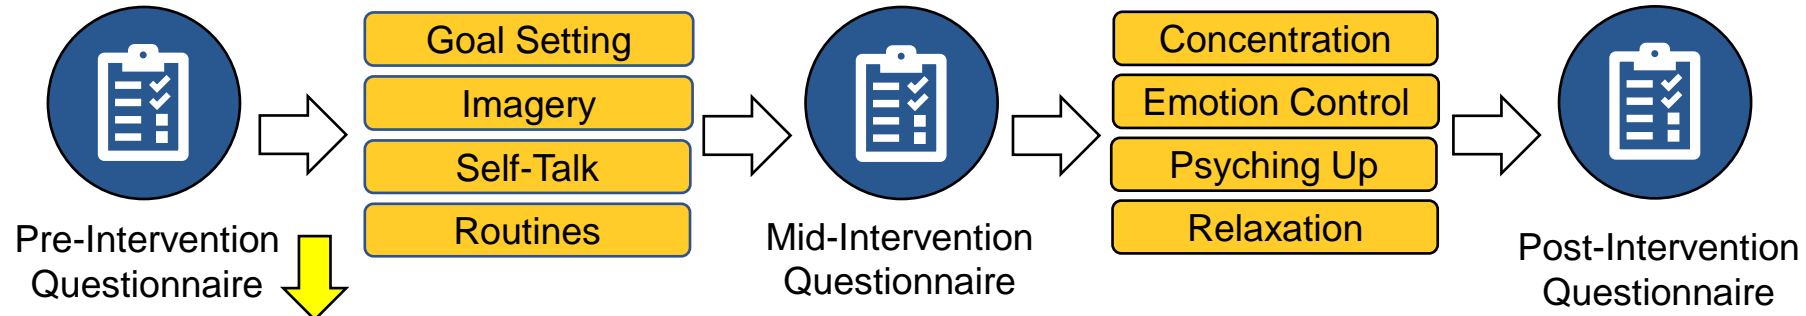 Pre-Intervention
Questionnaire
Goal Setting
Imagery
Self-Talk
Routines
Mid-Intervention
Questionnaire
Concentration
Emotion Control
Psyching Up
Relaxation
Post-Intervention
Questionnaire